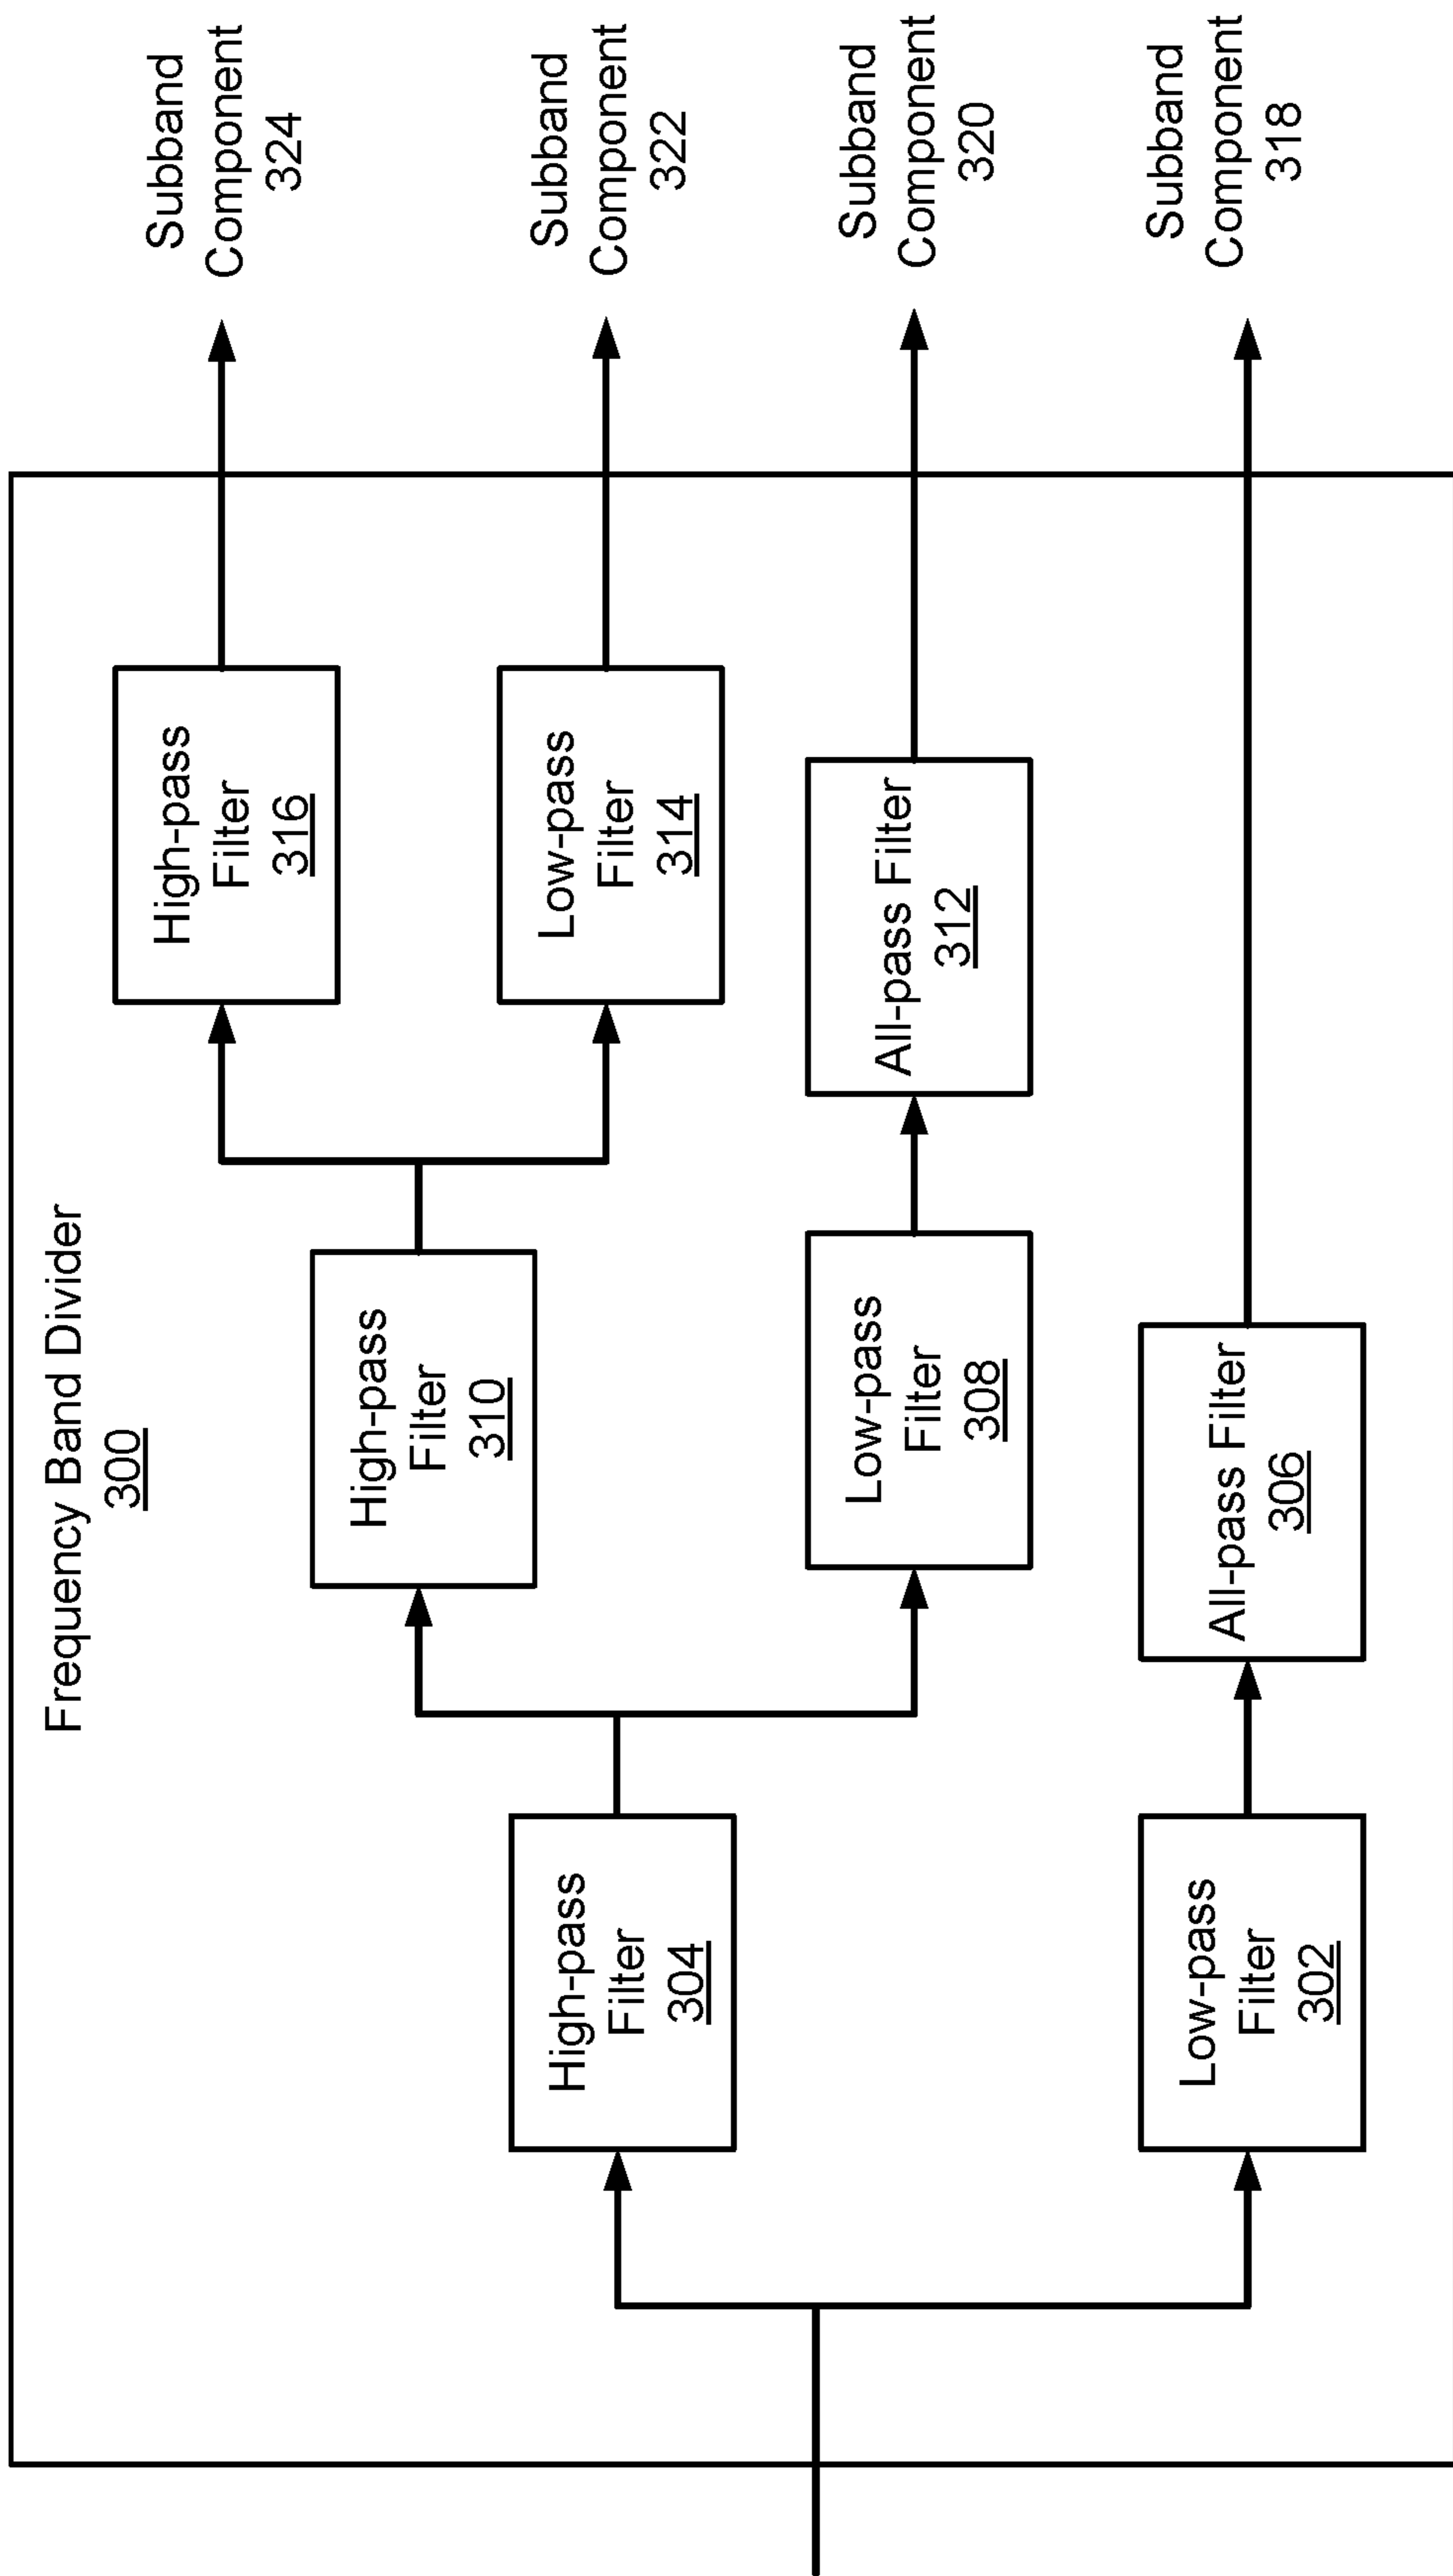 Frequency Band Divider
300
High-pass
Filter
304
Low-pass
Filter
302
High-pass
Filter
310
Low-pass
Filter
308
All-pass Filter
306
High-pass
Filter
316
Low-pass
Filter
314
All-pass Filter
312
Subband
Component
324
Subband
Component
322
Subband
Component
320
Subband
Component
318